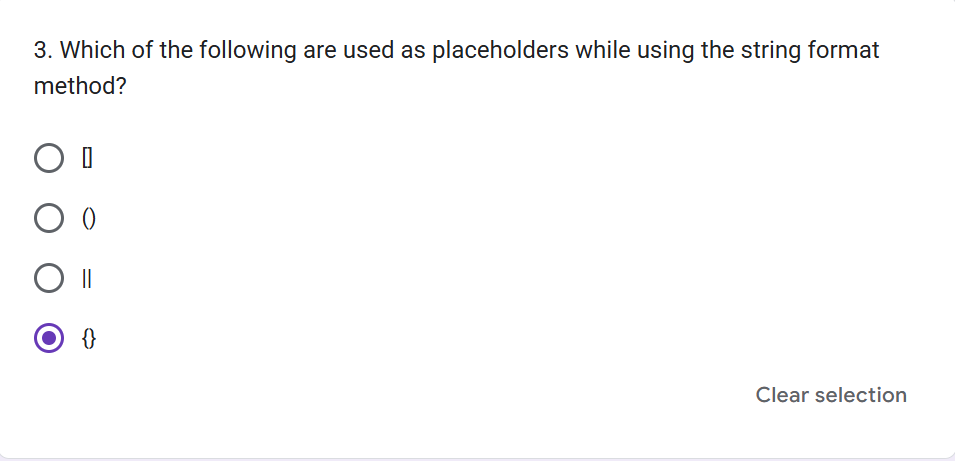 3. Which of the following are used as placeholders while using the string format
method?
[]
()
||
{}
Clear selection